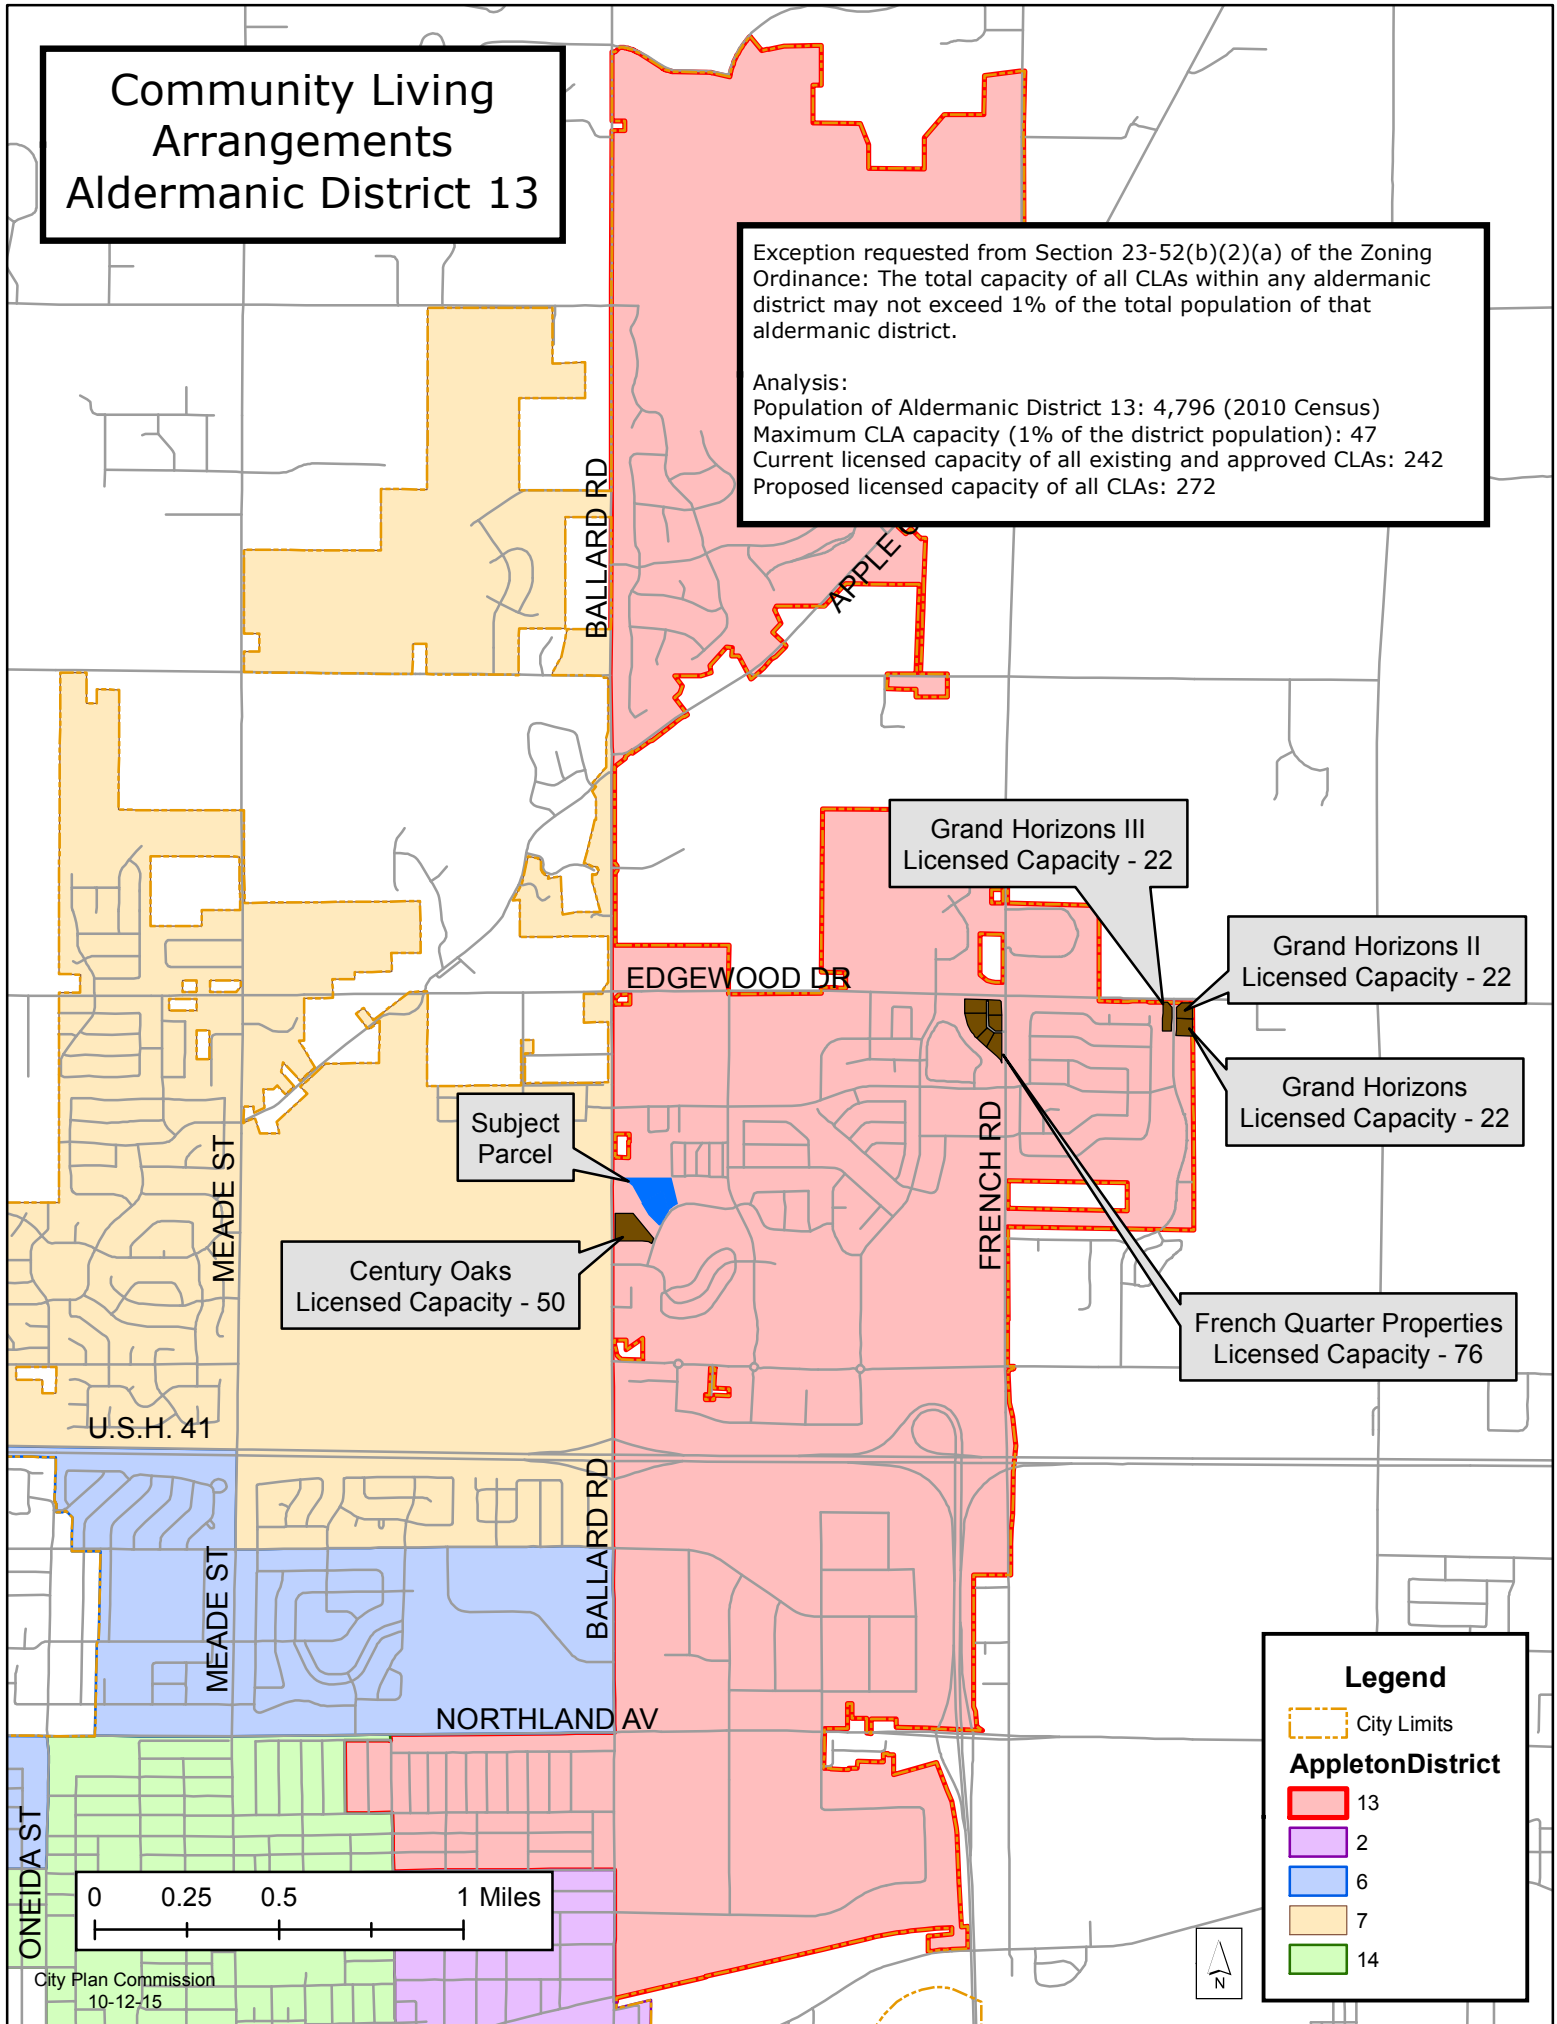 Community Living
Arrangements
Aldermanic District 13
Exception requested from Section 23-52(b)(2)(a) of the Zoning
Ordinance: The total capacity of all CLAs within any aldermanic
district may not exceed 1% of the total population of that
aldermanic district.
Analysis:
Population of Aldermanic District 13: 4,796 (2010 Census)
Maximum CLA capacity (1% of the district population): 47
Current licensed capacity of all existing and approved CLAs: 242
Proposed licensed capacity of all CLAs: 272
BALLARD RD
APPLE
Grand Horizons III
Licensed Capacity - 22
Grand Horizons II
Licensed Capacity - 22
EDGEWOOD DR
Grand Horizons
Licensed Capacity - 22
Subject
Parcel
MEADE ST
FRENCH RD
Century Oaks
Licensed Capacity - 50
French Quarter Properties
Licensed Capacity - 76
U.S.H. 41
BALLARD RD
MEADE ST
NORTHLAND AV
ONEIDA ST
0 0.25 0.5 1 Miles
City Plan Commission
10-12-15
N
Legend
City Limits
AppletonDistrict
13
2
6
7
14